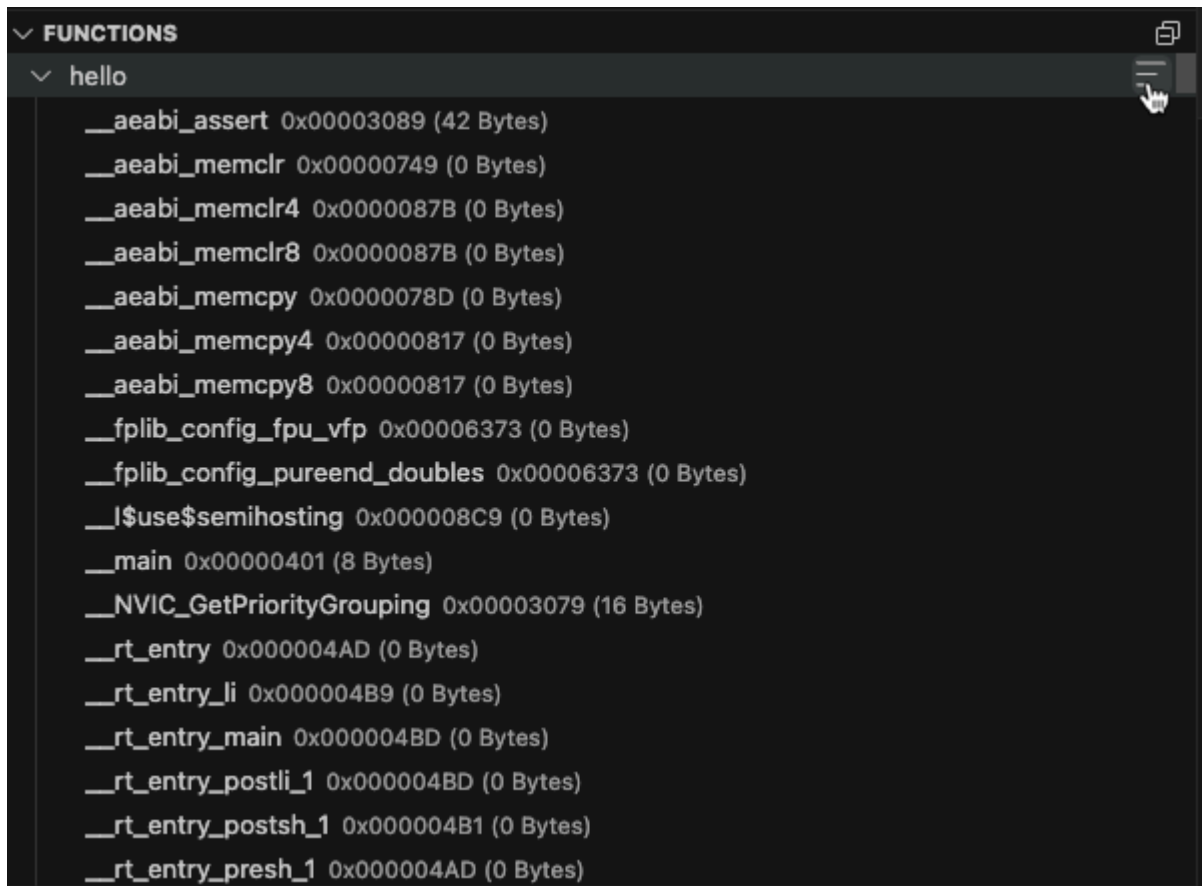 FUNCTIONS
hello
__aeabi_assert 0x00003089 (42 Bytes)
__aeabi_memclr 0x00000749 (0 Bytes)
__aeabi_memclr4 0x0000087B (0 Bytes)
__aeabi_memclr8 0x0000087B (0 Bytes)
__aeabi_memcpy 0x0000078D (0 Bytes)
__aeabi_memcpy4 0x00000817 (0 Bytes)
__aeabi_memcpy8 0x00000817 (0 Bytes)
__fplib_config_fpu_vfp 0x00006373 (0 Bytes)
__fplib_config_pureend_doubles 0x00006373 (0 Bytes)
__I$use$semihosting 0x000008C9 (0 Bytes)
__main 0x00000401 (8 Bytes)
__NVIC_GetPriorityGrouping 0x00003079 (16 Bytes)
__rt_entry 0x000004AD (0 Bytes)
__rt_entry_li 0x000004B9 (0 Bytes)
__rt_entry_main 0x000004BD (0 Bytes)
__rt_entry_postli_1 0x000004BD (0 Bytes)
__rt_entry_postsh_1 0x000004B1 (0 Bytes)
__rt_entry_presh_1 0x000004AD (0 Bytes)